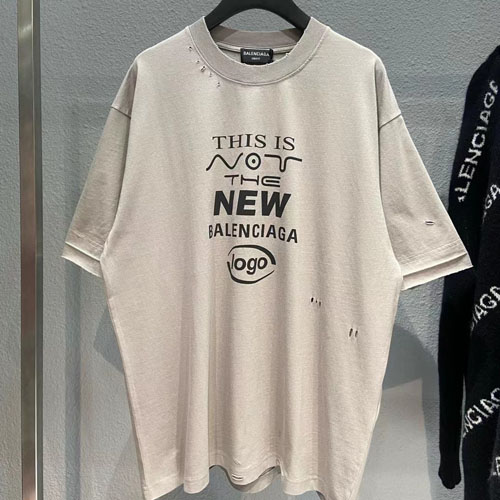 BALENCIAGA
THIS IS
NOT
THE
NEW
BALENCIAGA
logo
BALENCIAGA
BALENCIAGA